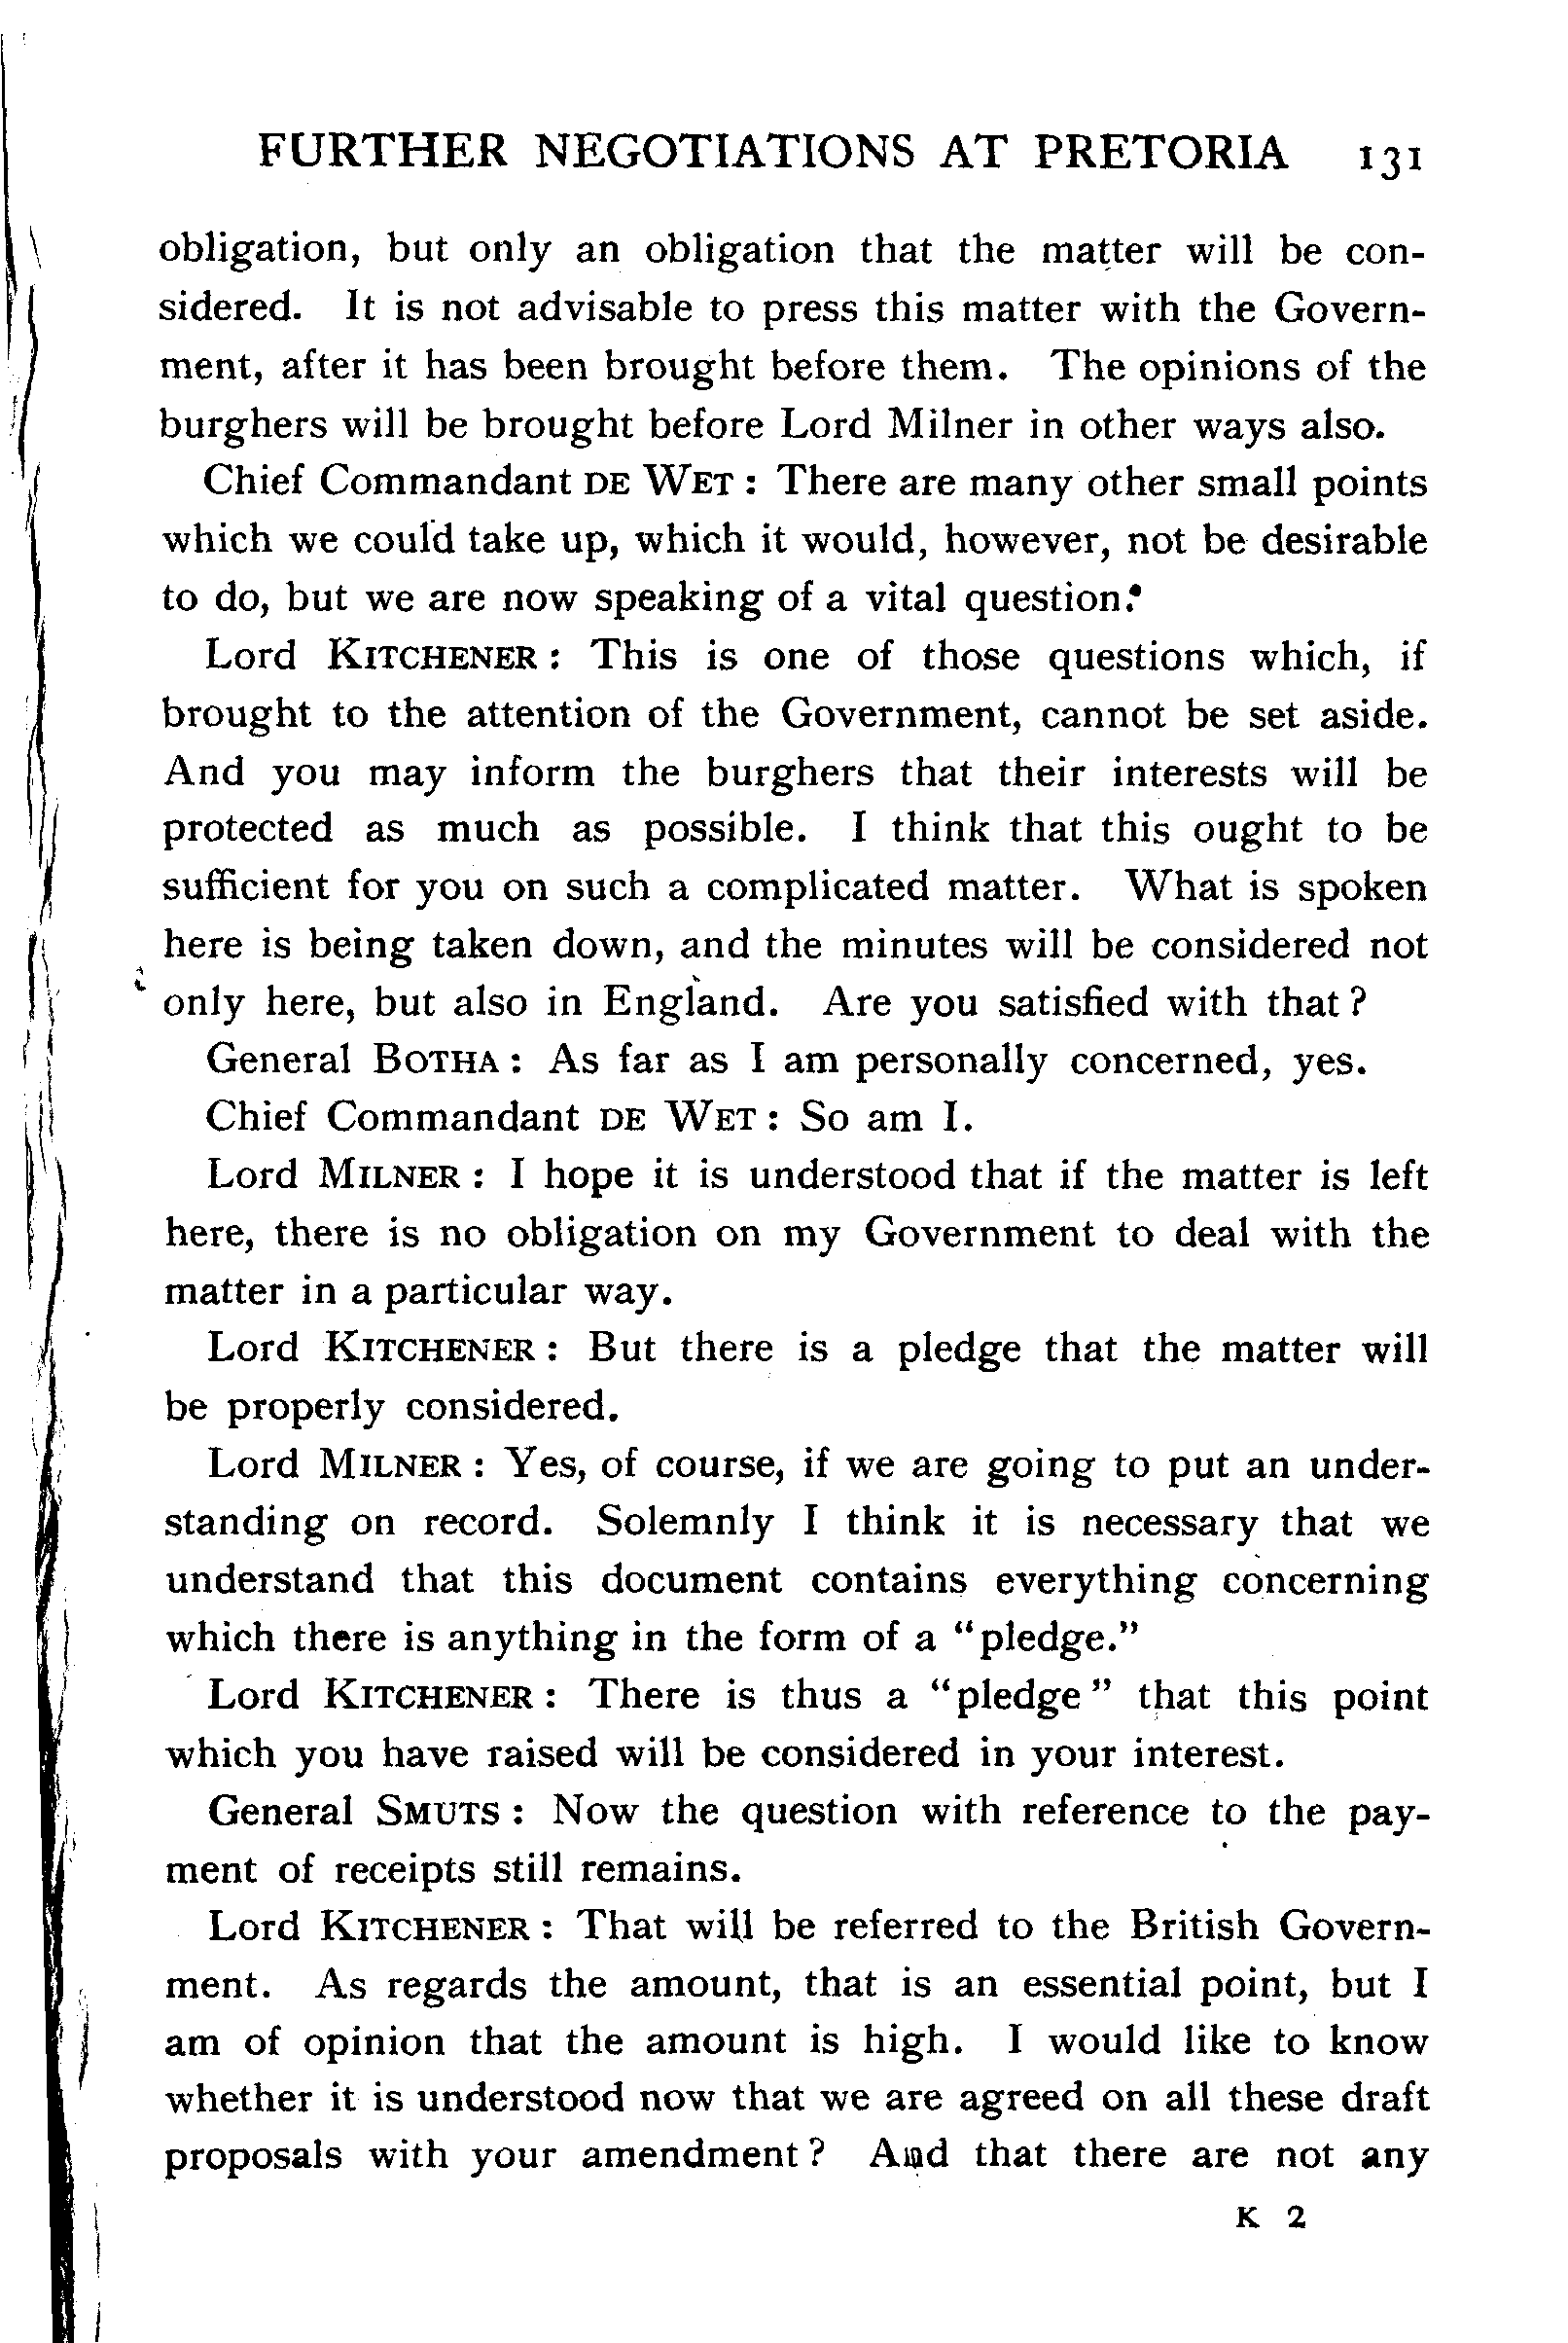 FURTHER NEGOTIATIONS AT PRETORIA 131
obligation, but only an obligation that the matter will be con-
sidered. It is not advisable to press this matter with the Govern-
ment, after it has been brought before them. The opinions of the
burghers will be brought before Lord Milner in other ways also.
Chief Commandant DE WET : There are many other small points
which we could take up, which it would, however, not be desirable
to do, but we are now speaking of a vital question.
Lord KITCHENER : This is one of those questions which, if
brought to the attention of the Government, cannot be set aside.
And you may inform the burghers that their interests will be
protected as much as possible. I think that this ought to be
sufficient for you on such a complicated matter. What is spoken
here is being taken down, and the minutes will be considered not
only here, but also in England. Are you satisfied with that ?
General BOTHA : As far as I am personally concerned, yes.
Chief Commandant DE WET : So am I.
Lord MILNER : I hope it is understood that if the matter is left
here, there is no obligation on my Government to deal with the
matter in a particular way.
Lord KITCHENER : But there is a pledge that the matter will
be properly considered.
Lord MILNER : Yes, of course, if we are going to put an under-
standing on record. Solemnly I think it is necessary that we
understand that this document contains everything concerning
which there is anything in the form of a "pledge."
Lord KITCHENER : There is thus a "pledge" that this point
which you have raised will be considered in your interest.
General SMUTS : Now the question with reference to the pay-
ment of receipts still remains.
Lord KITCHENER : That will be referred to the British Govern-
ment. As regards the amount, that is an essential point, but I
am of opinion that the amount is high. I would like to know
whether it is understood now that we are agreed on all these draft
proposals with your amendment ? And that there are not any
K 2